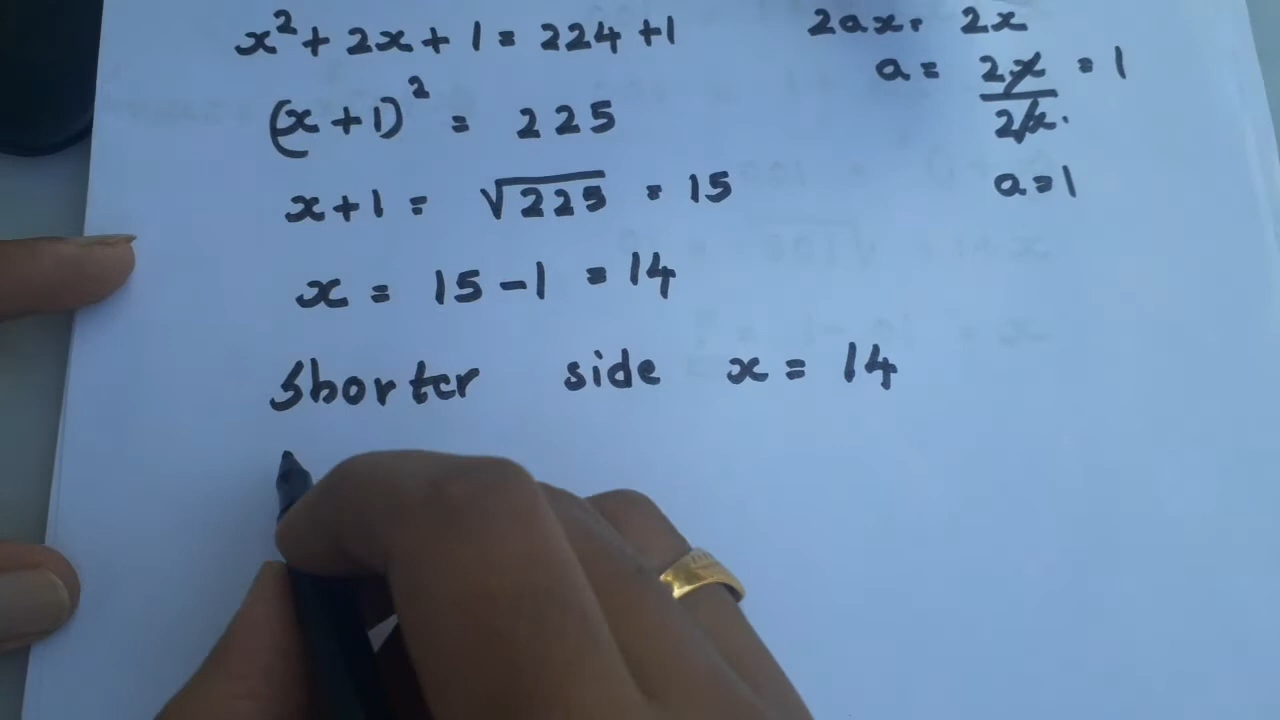 x² + 2x + 1 = 224 + 1
(x + 1)² = 225
x + 1 = √225 = 15
x = 15 - 1 = 14
Shorter side x = 14
2ax = 2x
a = 2x/2x = 1
a = 1